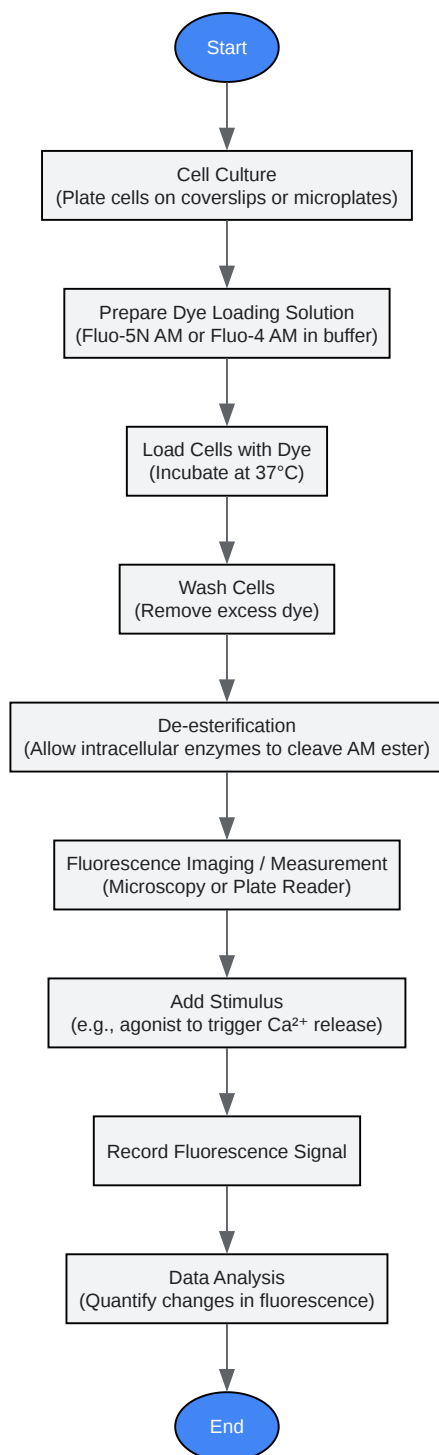 Start
Cell Culture
(Plate cells on coverslips or microplates)
Prepare Dye Loading Solution
(Fluo-5N AM or Fluo-4 AM in buffer)
Load Cells with Dye
(Incubate at 37°C)
Wash Cells
(Remove excess dye)
De-esterification
(Allow intracellular enzymes to cleave AM ester)
Fluorescence Imaging / Measurement
(Microscopy or Plate Reader)
Add Stimulus
(e.g., agonist to trigger Ca²⁺ release)
Record Fluorescence Signal
Data Analysis
(Quantify changes in fluorescence)
End